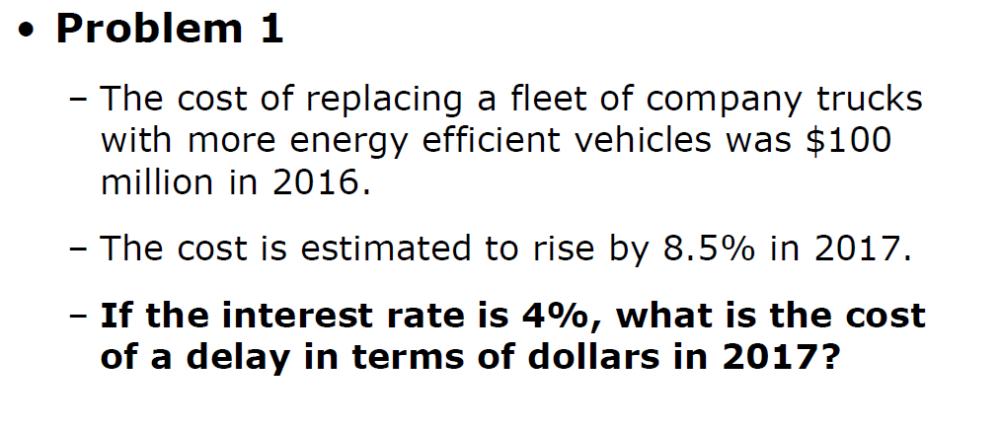 • Problem 1
– The cost of replacing a fleet of company trucks
with more energy efficient vehicles was $100
million in 2016.
– The cost is estimated to rise by 8.5% in 2017.
– If the interest rate is 4%, what is the cost
of a delay in terms of dollars in 2017?